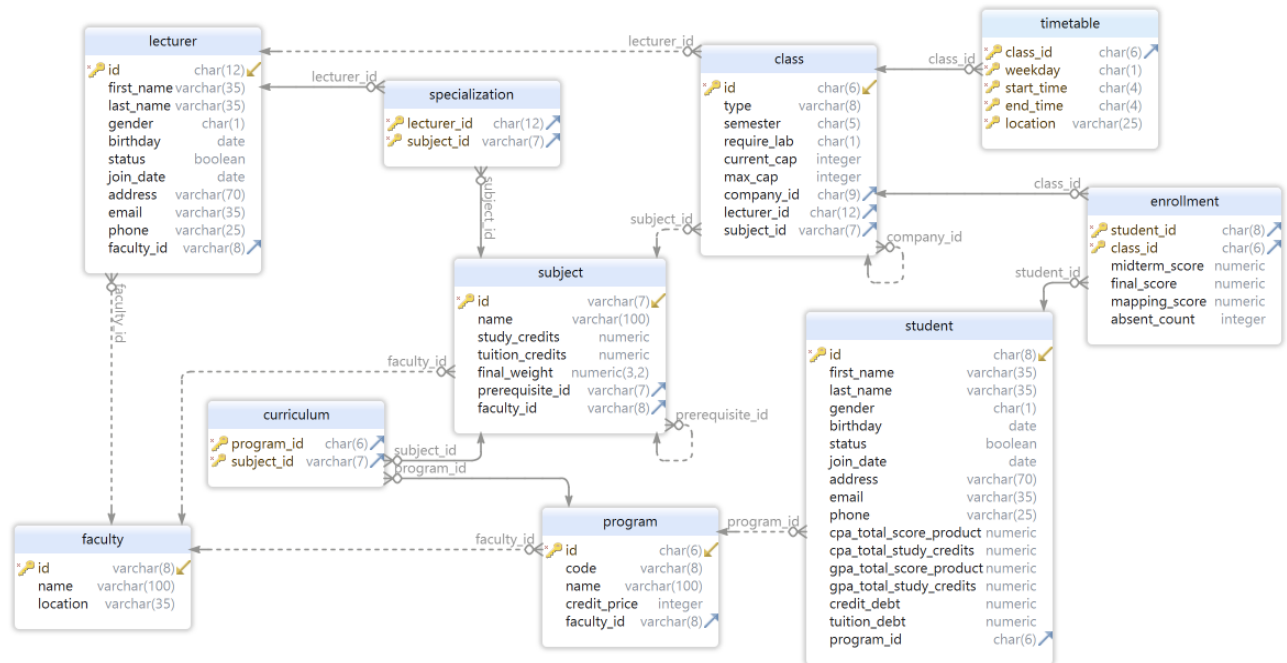 lecturer
id char(12)
first_name varchar(35)
last_name varchar(35)
gender char(1)
birthday date
status boolean
join_date date
address varchar(70)
email varchar(35)
phone varchar(25)
faculty_id varchar(8)
lecturer_id
lecturer_id
specialization
lecturer_id char(12)
subject_id varchar(7)
subject_id
class
id char(6)
type varchar(8)
semester char(5)
require_lab char(1)
current_cap integer
max_cap integer
company_id char(9)
lecturer_id char(12)
subject_id varchar(7)
subject_id
company_id
class_id
timetable
class_id char(6)
weekday char(1)
start_time char(4)
end_time char(4)
location varchar(25)
class_id
enrollment
student_id char(8)
class_id char(6)
midterm_score numeric
final_score numeric
mapping_score numeric
absent_count integer
student_id
faculty_id
subject
id varchar(7)
name varchar(100)
study_credits numeric
tuition_credits numeric
final_weight numeric(3,2)
prerequisite_id varchar(7)
faculty_id varchar(8)
faculty_id
prerequisite_id
curriculum
program_id char(6)
subject_id varchar(7)
subject_id
program_id
student
id char(8)
first_name varchar(35)
last_name varchar(35)
gender char(1)
birthday date
status boolean
join_date date
address varchar(70)
email varchar(35)
phone varchar(25)
cpa_total_score_product numeric
cpa_total_study_credits numeric
gpa_total_score_product numeric
gpa_total_study_credits numeric
credit_debt numeric
tuition_debt numeric
program_id char(6)
program_id
faculty
id varchar(8)
name varchar(100)
location varchar(35)
faculty_id
program
id char(6)
code varchar(8)
name varchar(100)
credit_price integer
faculty_id varchar(8)